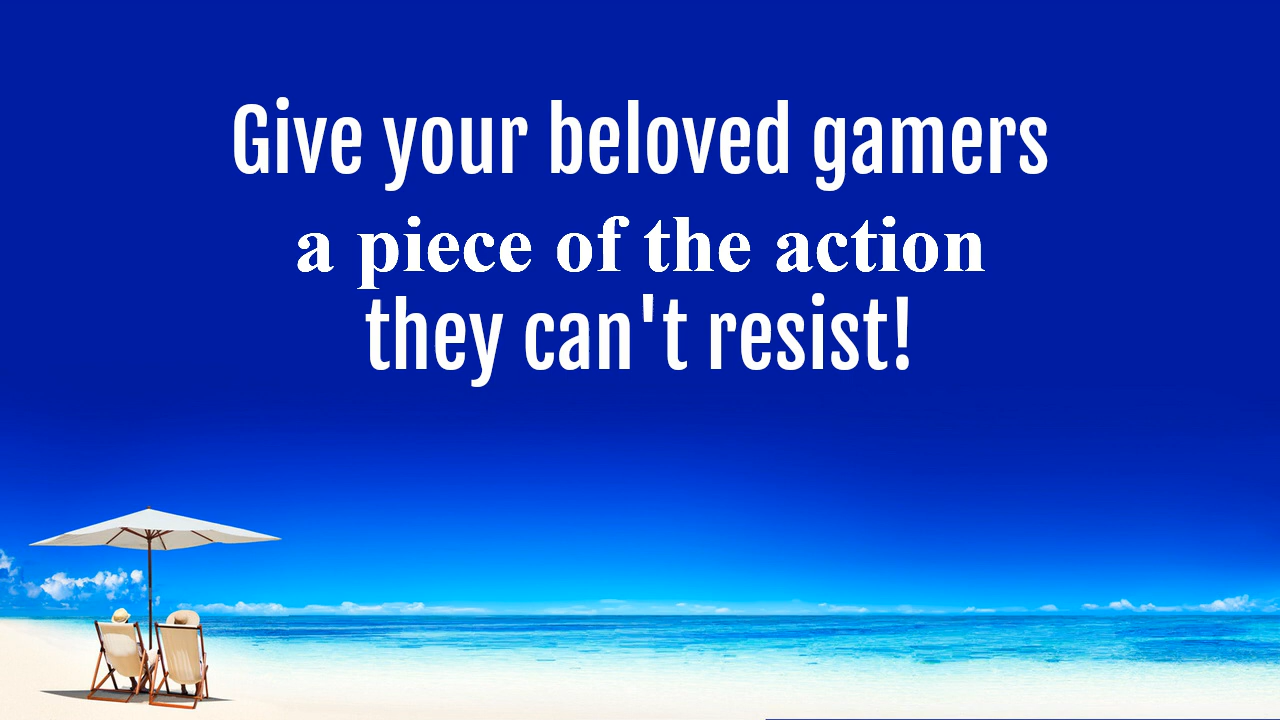 Give your beloved gamers
a piece of the action
they can't resist!